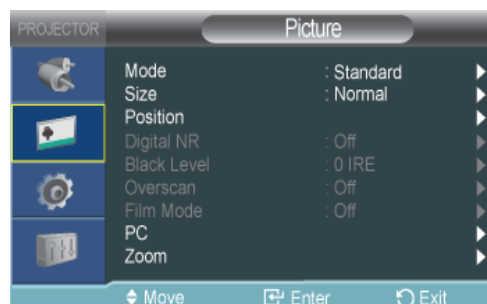 PROJECTOR Picture
Mode : Standard
Size : Normal
Position
Digital NR : Off
Black Level : 0 IRE
Overscan : Off
Film Mode : Off
PC
Zoom
Move Enter Exit